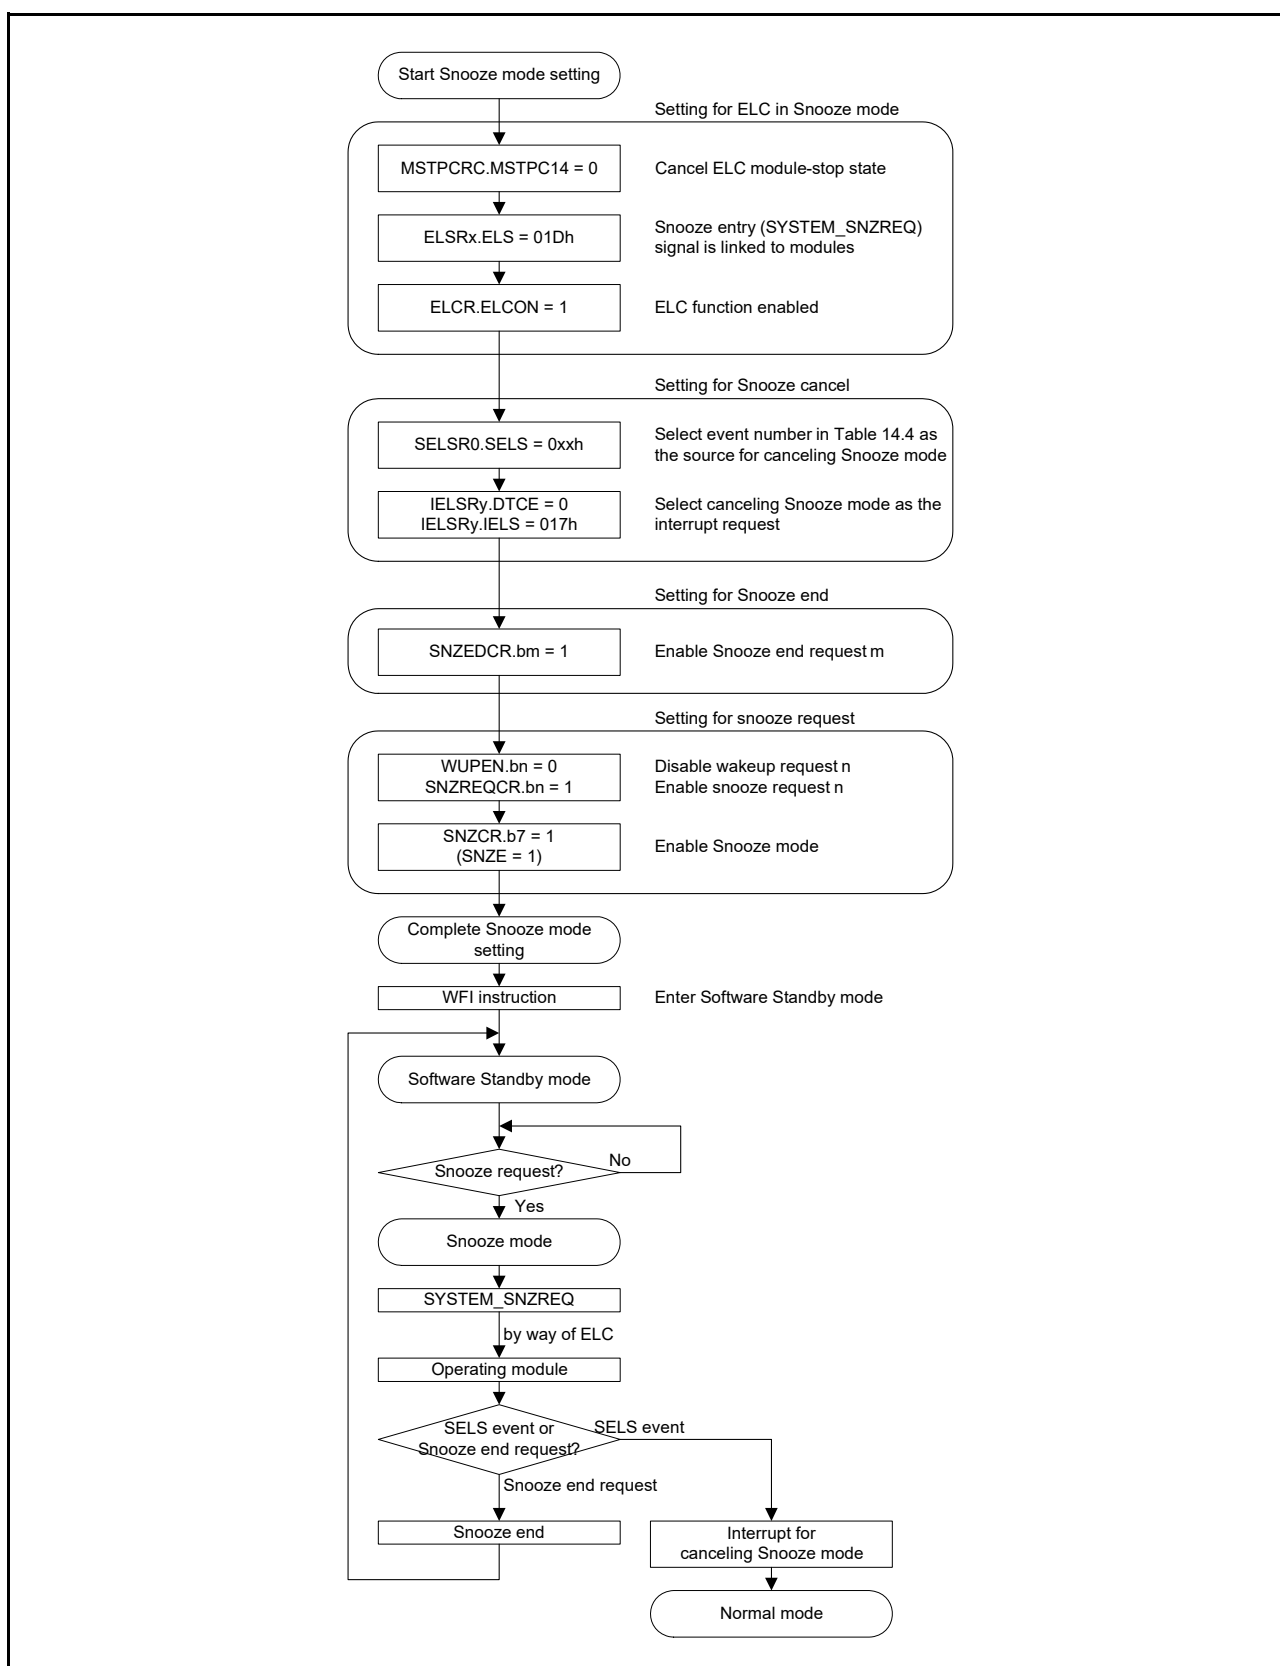 Start Snooze mode setting
Setting for ELC in Snooze mode
MSTPCRC.MSTPC14 = 0
Cancel ELC module-stop state
ELSRx.ELS = 01Dh
Snooze entry (SYSTEM_SNZREQ)
signal is linked to modules
ELCR.ELCON = 1
ELC function enabled
Setting for Snooze cancel
SELSR0.SELS = 0xxh
Select event number in Table 14.4 as
the source for canceling Snooze mode
IELSRy.DTCE = 0
IELSRy.IELS = 017h
Select canceling Snooze mode as the
interrupt request
Setting for Snooze end
SNZEDCR.bm = 1
Enable Snooze end request m
Setting for snooze request
WUPEN.bn = 0
SNZREQCR.bn = 1
Disable wakeup request n
Enable snooze request n
SNZCR.b7 = 1
(SNZE = 1)
Enable Snooze mode
Complete Snooze mode
setting
WFI instruction
Enter Software Standby mode
Software Standby mode
Snooze request?
No
Yes
Snooze mode
SYSTEM_SNZREQ
by way of ELC
Operating module
SELS event or
Snooze end request?
SELS event
Snooze end request
Snooze end
Interrupt for
canceling Snooze mode
Normal mode